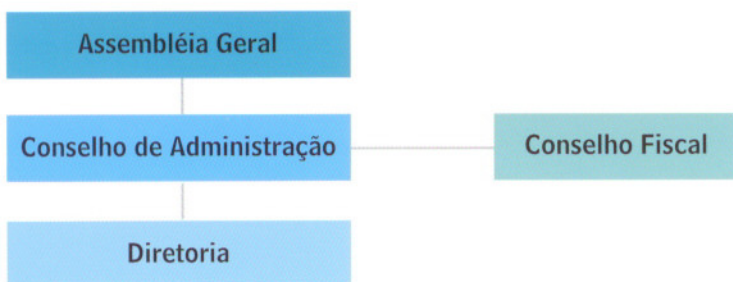 Assembléia Geral
Conselho de Administração
Conselho Fiscal
Diretoria